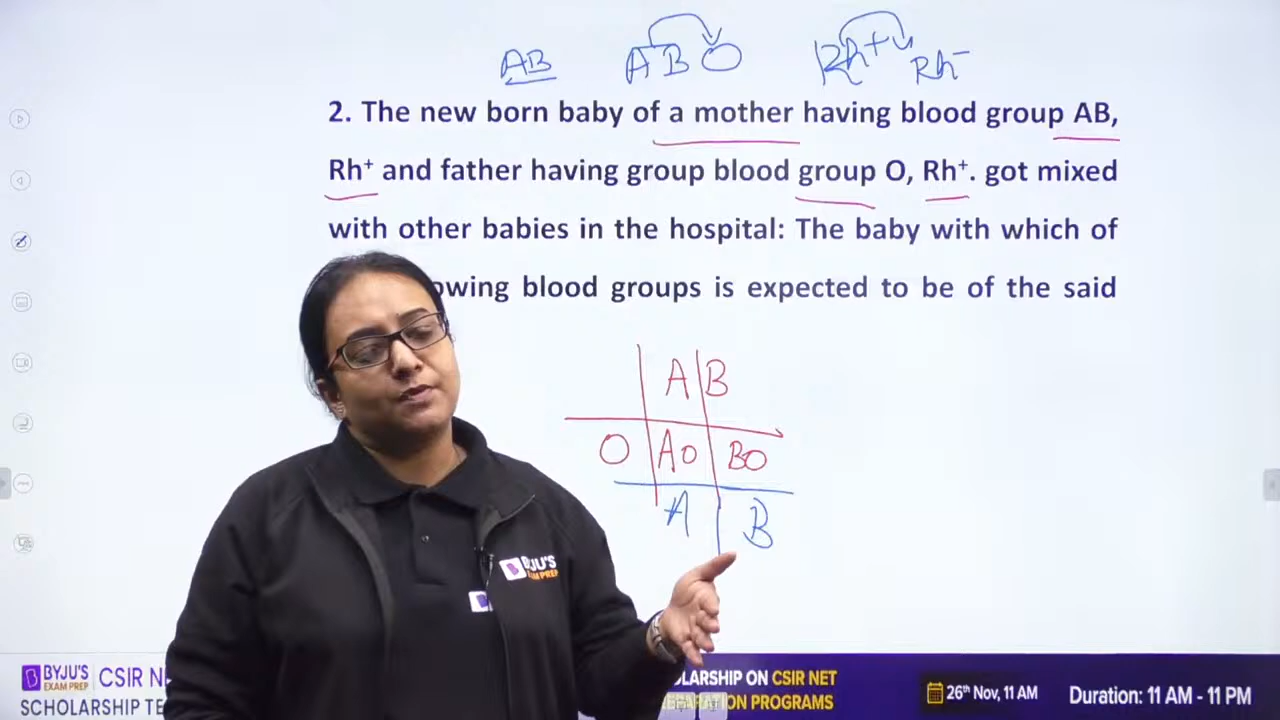 AB A B O Rh+ Rh-
2. The new born baby of a mother having blood group AB,
Rh+ and father having group blood group O, Rh+. got mixed
with other babies in the hospital: The baby with which of
owing blood groups is expected to be of the said
A B
O AO BO
A B
BYJU'S
EXAM PREP
BYJU'S
EXAM PREP
CSIR NE
SCHOLARSHIP TE
LARSHIP ON CSIR NET
EPARATION PROGRAMS
26th Nov, 11 AM
Duration: 11 AM - 11 PM